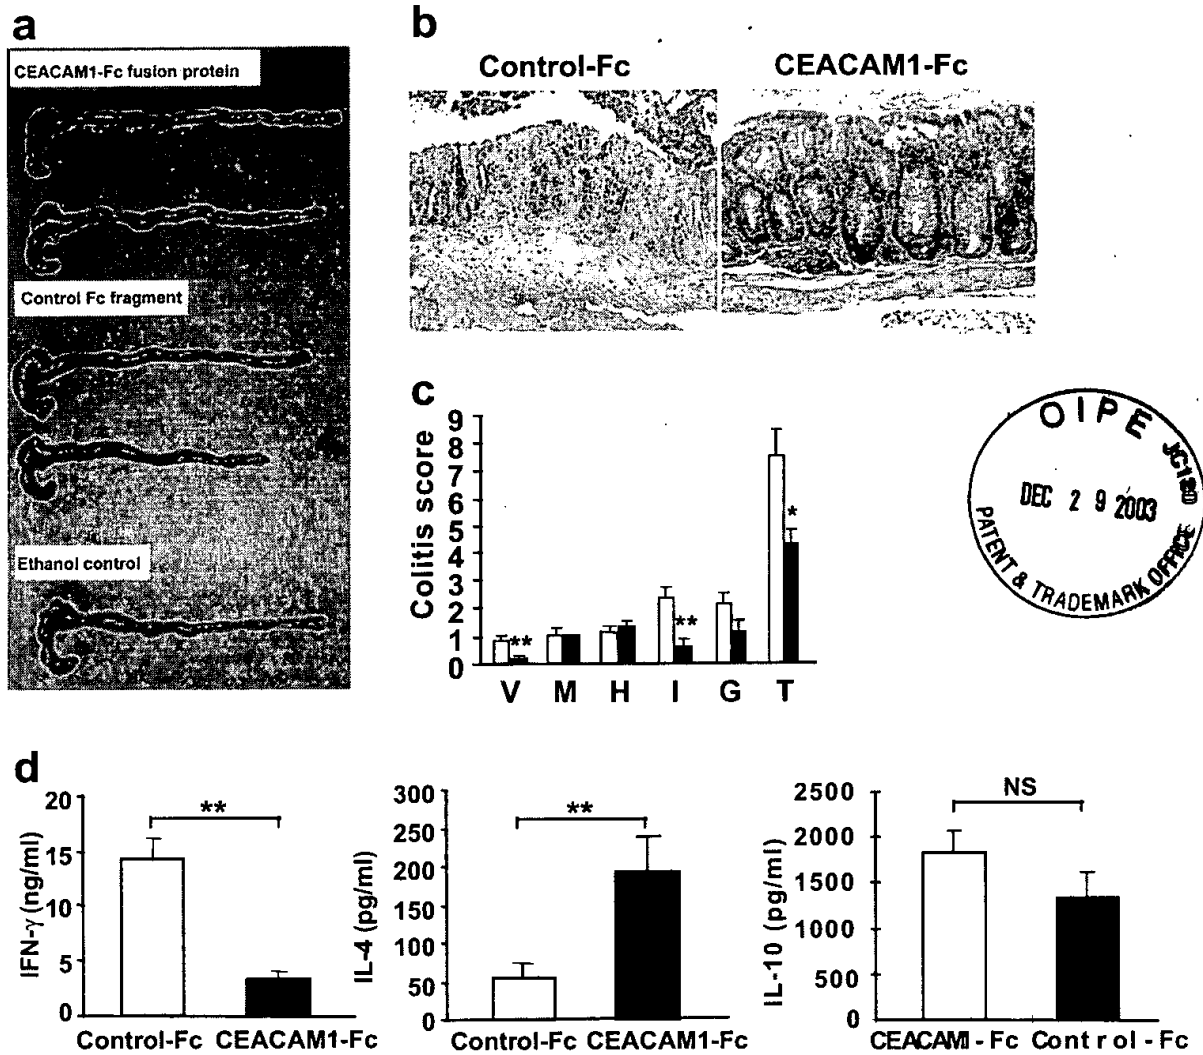 a
CEACAM1-Fc fusion protein
Control Fc fragment
Ethanol control
b
Control-Fc
CEACAM1-Fc
c
Colitis score
9
8
7
6
5
4
3
2
1
0
**
**
*
V M H I G T
OIPE
DEC 29 2003
PATENT & TRADEMARK OFFICE
d
IFN-γ (ng/ml)
20
15
10
5
0
**
Control-Fc CEACAM1-Fc
IL-4 (pg/ml)
300
250
200
150
100
50
0
**
Control-Fc CEACAM1-Fc
IL-10 (pg/ml)
2500
2000
1500
1000
500
0
NS
CEACAMI-Fc Control-Fc